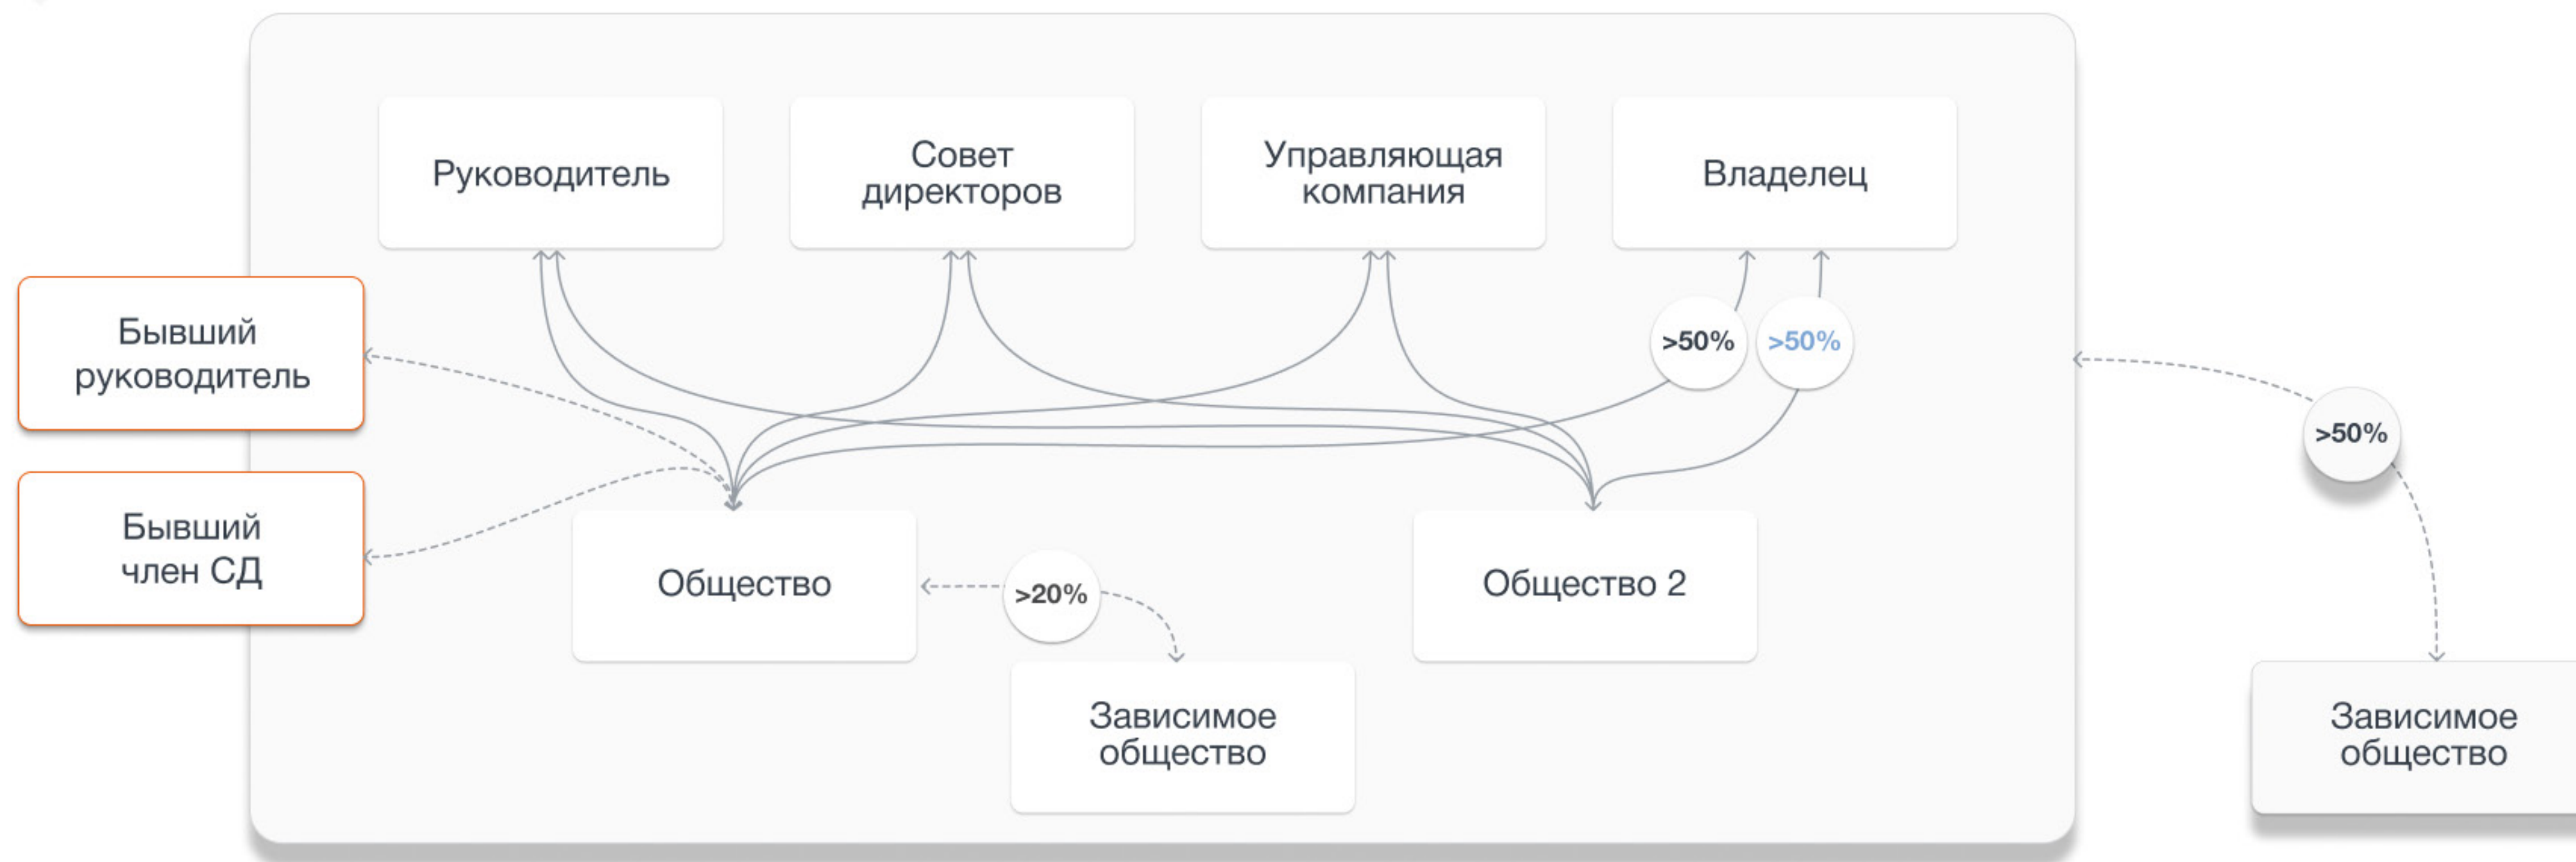 Руководитель
Совет
директоров
Управляющая
компания
Владелец
Бывший
руководитель
>50%
>50%
>50%
Бывший
член СД
Общество
>20%
Общество 2
Зависимое
общество
Зависимое
общество